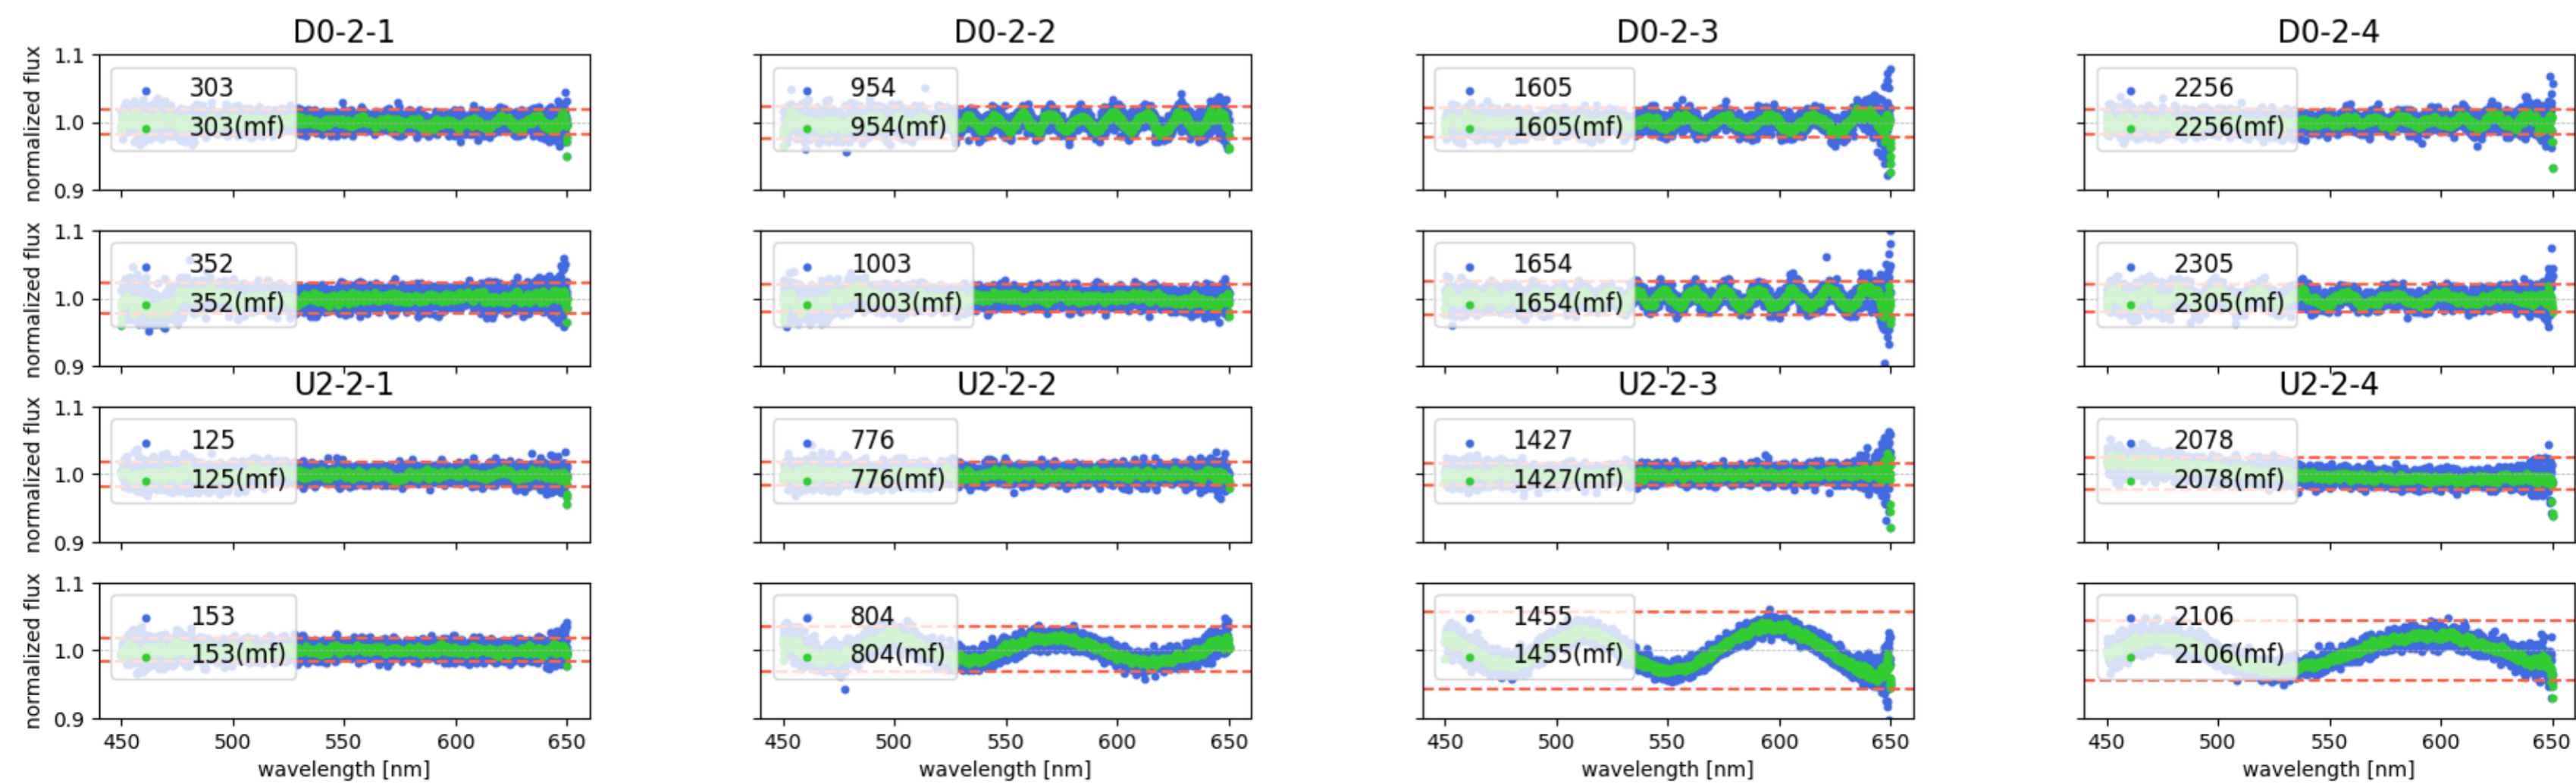 D0-2-1 D0-2-2 D0-2-3 D0-2-4
normalized flux
1.1
1.0
0.9
303
303(mf)
954
954(mf)
1605
1605(mf)
2256
2256(mf)
normalized flux
1.1
1.0
0.9
352
352(mf)
1003
1003(mf)
1654
1654(mf)
2305
2305(mf)
U2-2-1 U2-2-2 U2-2-3 U2-2-4
normalized flux
1.1
1.0
0.9
125
125(mf)
776
776(mf)
1427
1427(mf)
2078
2078(mf)
normalized flux
1.1
1.0
0.9
153
153(mf)
804
804(mf)
1455
1455(mf)
2106
2106(mf)
450 500 550 600 650 450 500 550 600 650 450 500 550 600 650 450 500 550 600 650
wavelength [nm] wavelength [nm] wavelength [nm] wavelength [nm]